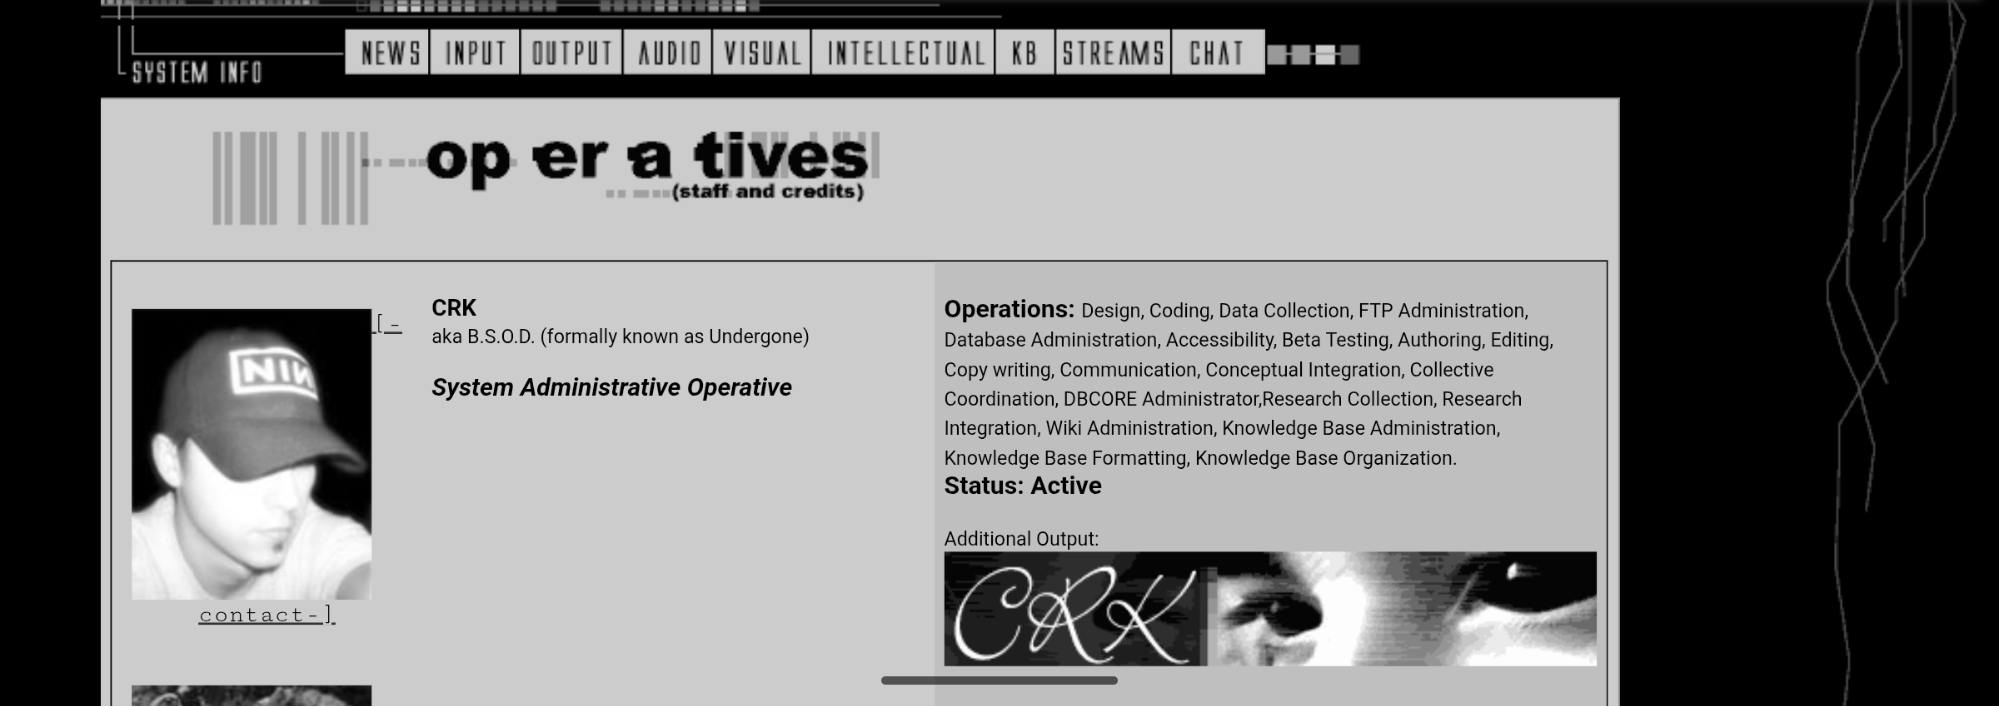 SYSTEM INFO
NEWS INPUT OUTPUT AUDIO VISUAL INTELLECTUAL KB STREAMS CHAT
op er a tives
(staff and credits)
NIN
[-
contact-]
CRK
aka B.S.O.D. (formally known as Undergone)
System Administrative Operative
Operations: Design, Coding, Data Collection, FTP Administration,
Database Administration, Accessibility, Beta Testing, Authoring, Editing,
Copy writing, Communication, Conceptual Integration, Collective
Coordination, DBCORE Administrator,Research Collection, Research
Integration, Wiki Administration, Knowledge Base Administration,
Knowledge Base Formatting, Knowledge Base Organization.
Status: Active
Additional Output:
CRK